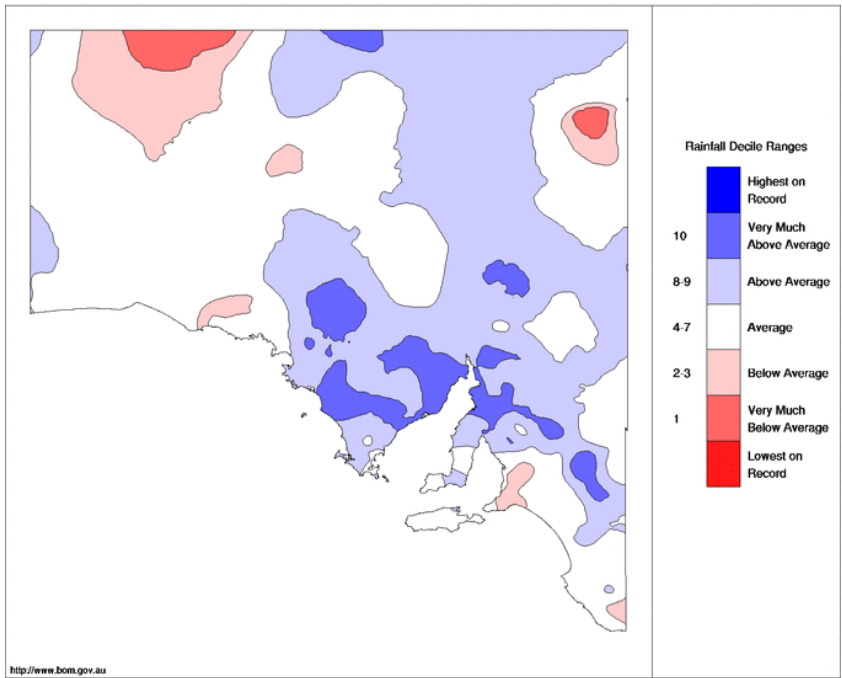 Rainfall Decile Ranges
Highest on
Record
10
Very Much
Above Average
8-9
Above Average
4-7
Average
2-3
Below Average
1
Very Much
Below Average
Lowest on
Record
http://www.bom.gov.au